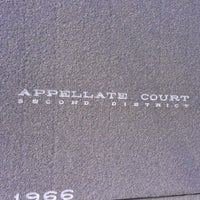 APPELLATE COURT
SECOND DISTRICT
1966